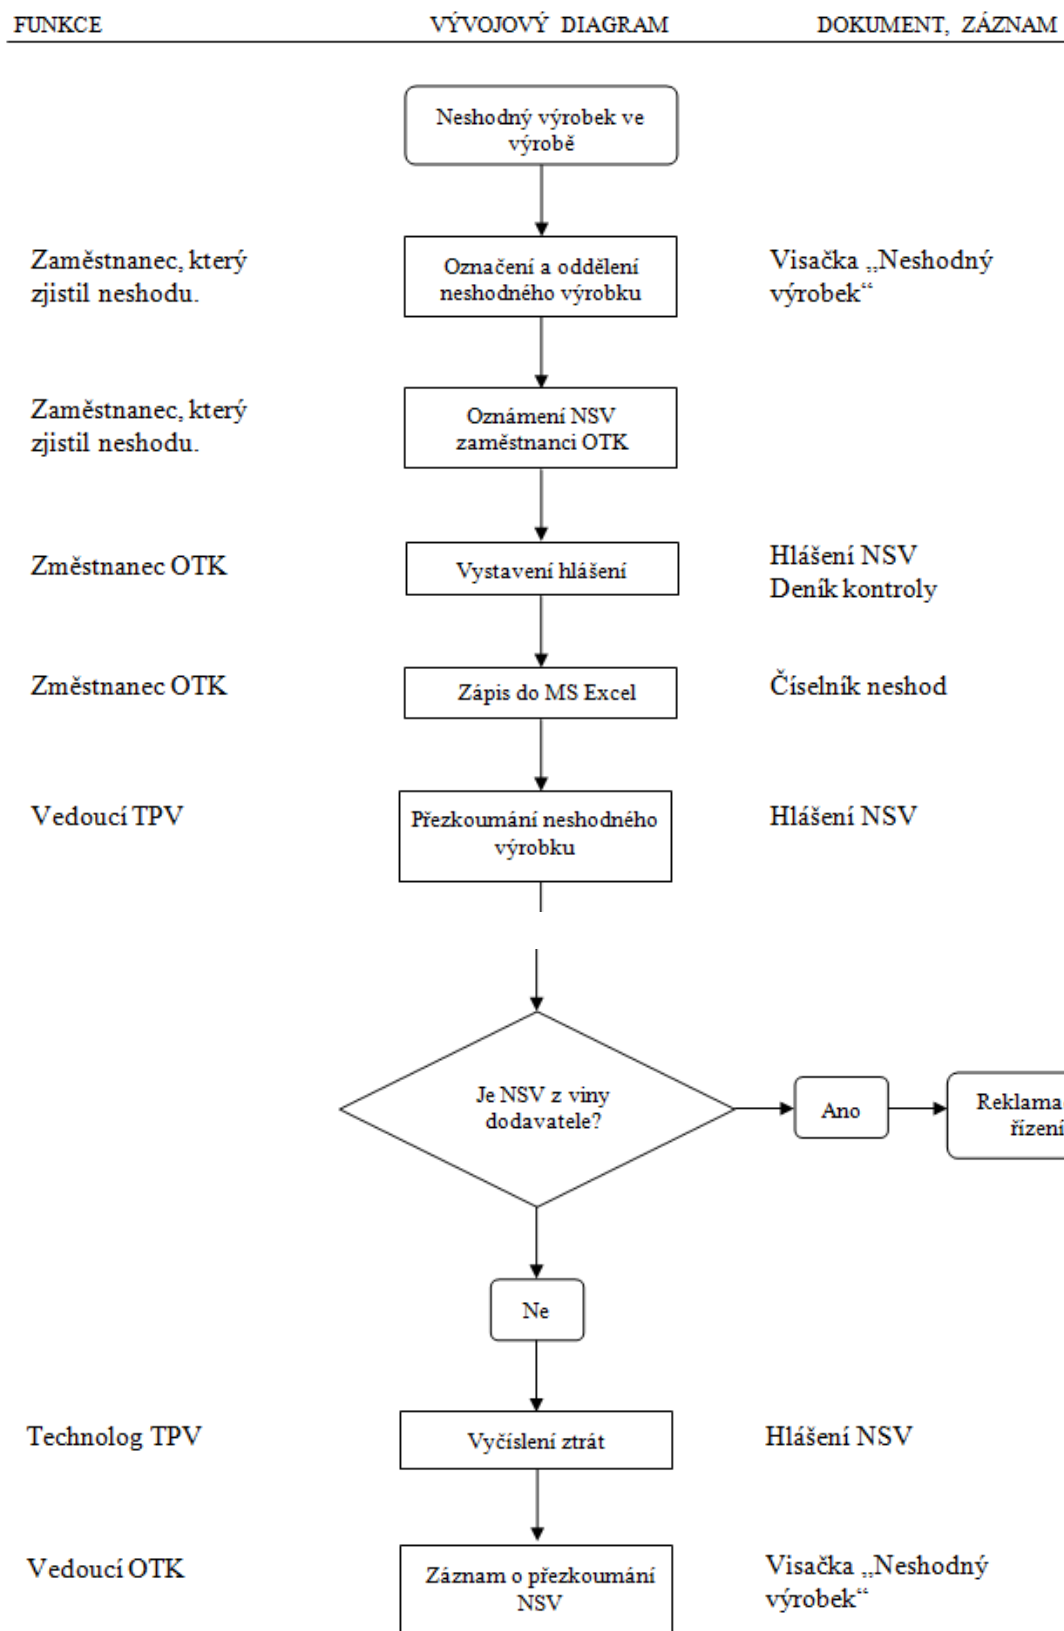 FUNKCE VÝVOJOVÝ DIAGRAM DOKUMENT, ZÁZNAM
Neshodný výrobek ve
výrobě
Zaměstnanec, který
zjistil neshodu.
Označení a oddělení
neshodného výrobku
Visačka „Neshodný
výrobek“
Zaměstnanec, který
zjistil neshodu.
Oznámení NSV
zaměstnanci OTK
Změstnanec OTK
Vystavení hlášení
Hlášení NSV
Deník kontroly
Změstnanec OTK
Zápis do MS Excel
Číselník neshod
Vedoucí TPV
Přezkoumání neshodného
výrobku
Hlášení NSV
Je NSV z viny
dodavatele?
Ano
řízení
Ne
Technolog TPV
Vyčíslení ztrát
Hlášení NSV
Vedoucí OTK
Záznam o přezkoumání
NSV
Visačka „Neshodný
výrobek“